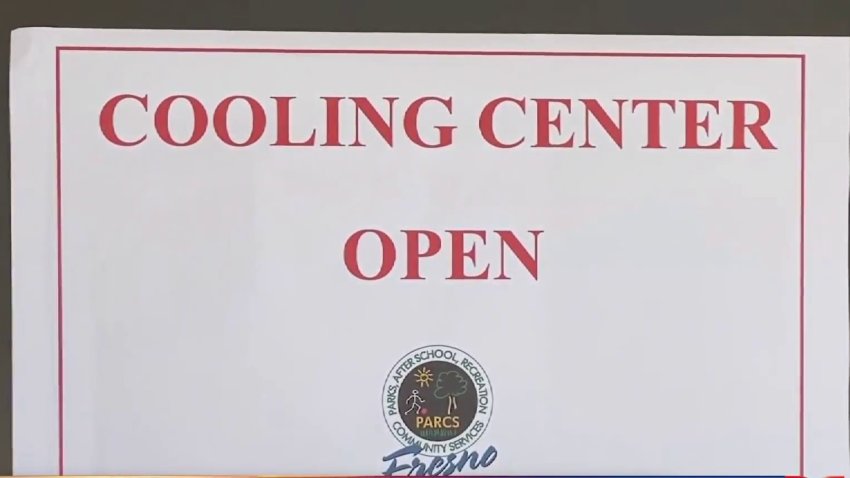 COOLING CENTER
OPEN
PARKS, AFTER SCHOOL, RECREATION
PARCS
COMMUNITY SERVICES
Fresno